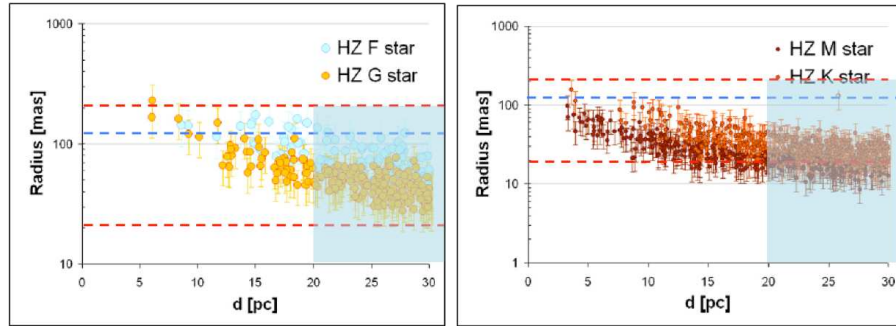 1000
HZ F star
HZ G star
Radius [mas]
100
10
0 5 10 15 20 25 30
d [pc]
1000
HZ M star
HZ K star
Radius [mas]
100
10
1
0 5 10 15 20 25 30
d [pc]